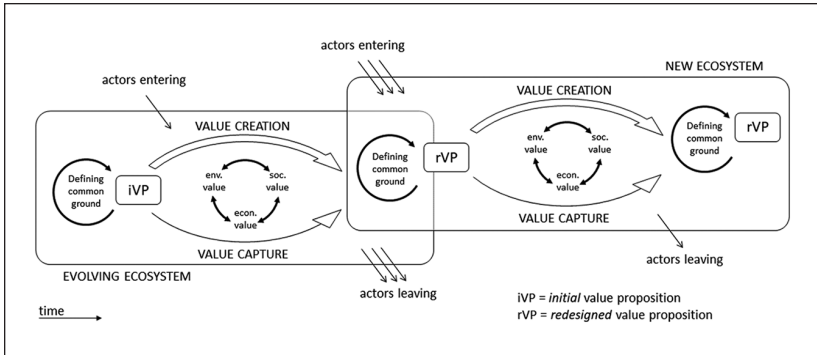 actors entering
NEW ECOSYSTEM
actors entering
VALUE CREATION
VALUE CREATION
Defining
common
ground
iVP
env.
value
soc.
value
econ.
value
Defining
common
ground
rVP
env.
value
soc.
value
econ.
value
Defining
common
ground
rVP
VALUE CAPTURE
VALUE CAPTURE
EVOLVING ECOSYSTEM
actors leaving
actors leaving
time
iVP = initial value proposition
rVP = redesigned value proposition